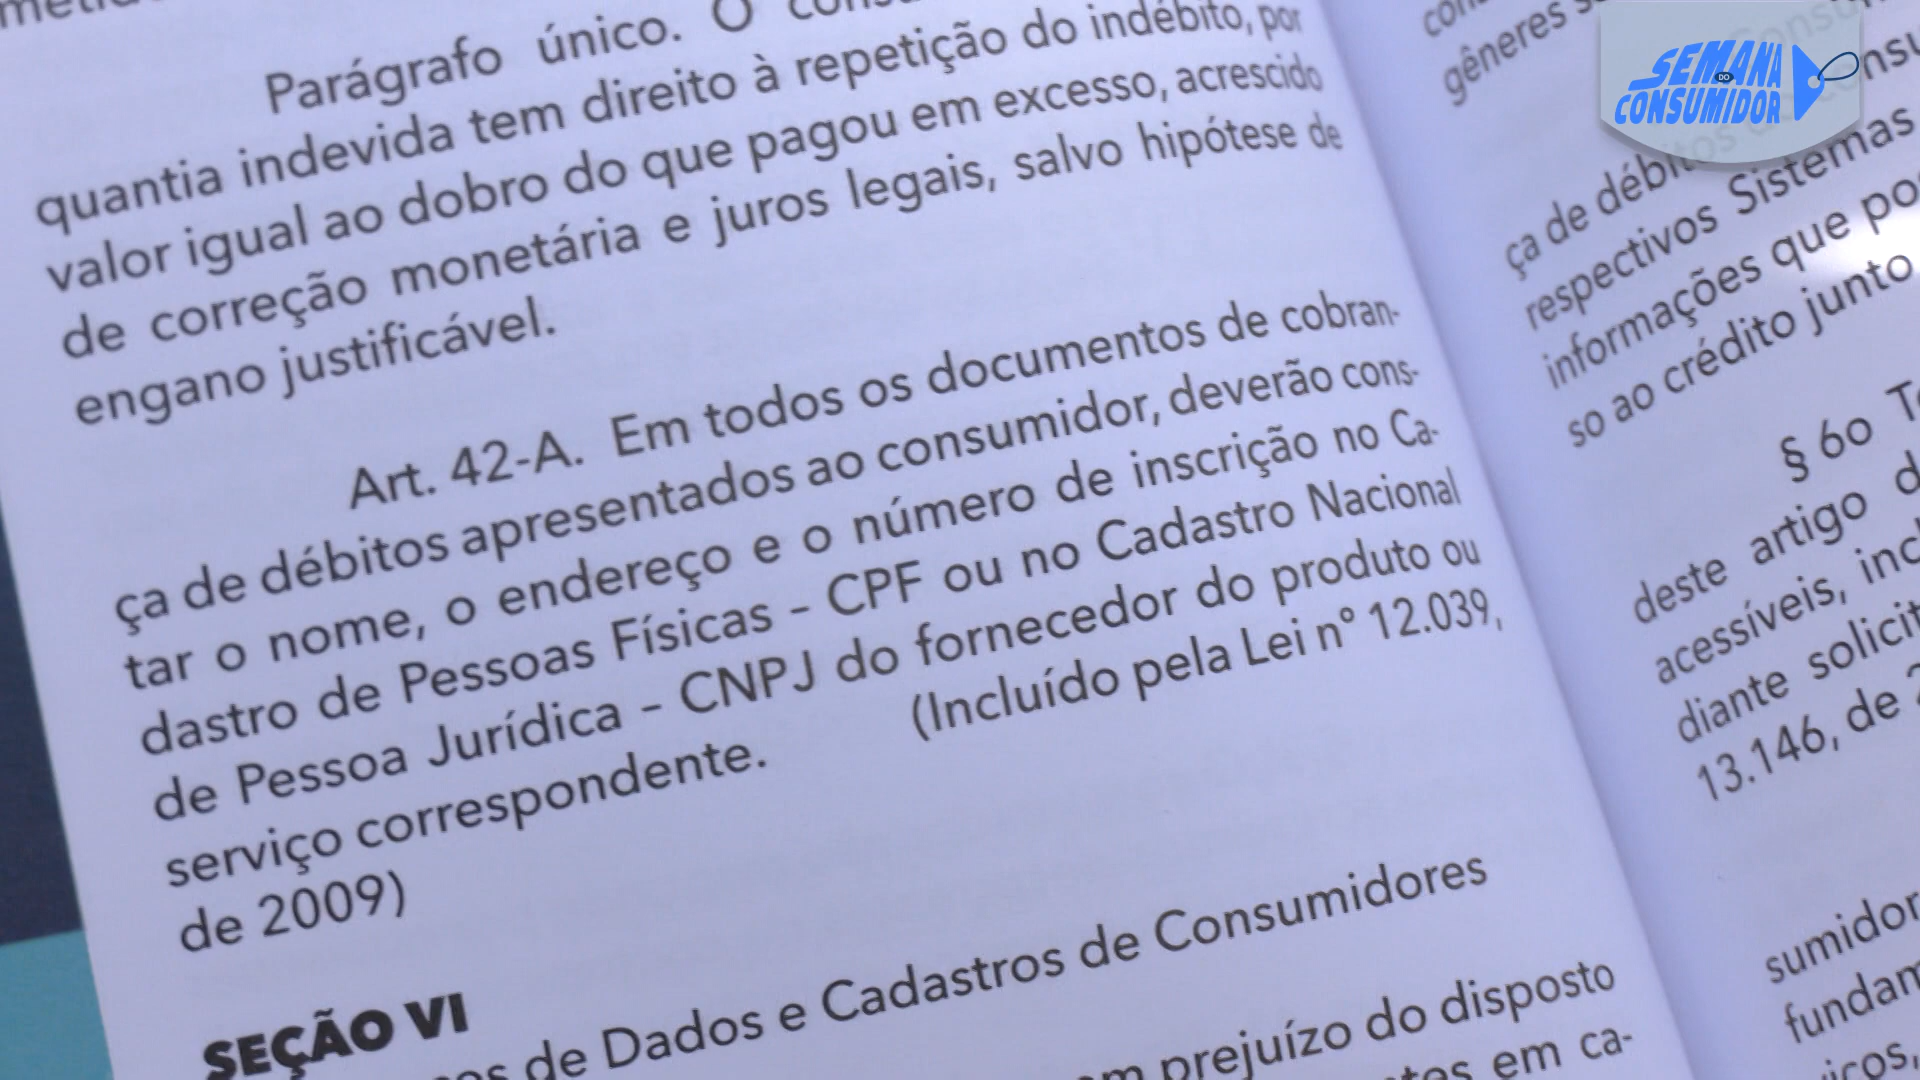 Parágrafo único. O
quantia indevida tem direito à repetição do indébito, por
valor igual ao dobro do que pagou em excesso, acrescido
de correção monetária e juros legais, salvo hipótese de
engano justificável.
Art. 42-A. Em todos os documentos de cobran-
ça de débitos apresentados ao consumidor, deverão cons-
tar o nome, o endereço e o número de inscrição no Ca-
dastro de Pessoas Físicas – CPF ou no Cadastro Nacional
de Pessoa Jurídica – CNPJ do fornecedor do produto ou
serviço correspondente. (Incluído pela Lei nº 12.039,
de 2009)
SEÇÃO VI
de Dados e Cadastros de Consumidores
prejuízo do disposto
em ca-
gêneres
ça de débitos
respectivos Sistemas
informações que
so ao crédito junto
§ 6o
deste artigo
acessíveis,
diante
13.146, de
SEMANA
DO
CONSUMIDOR